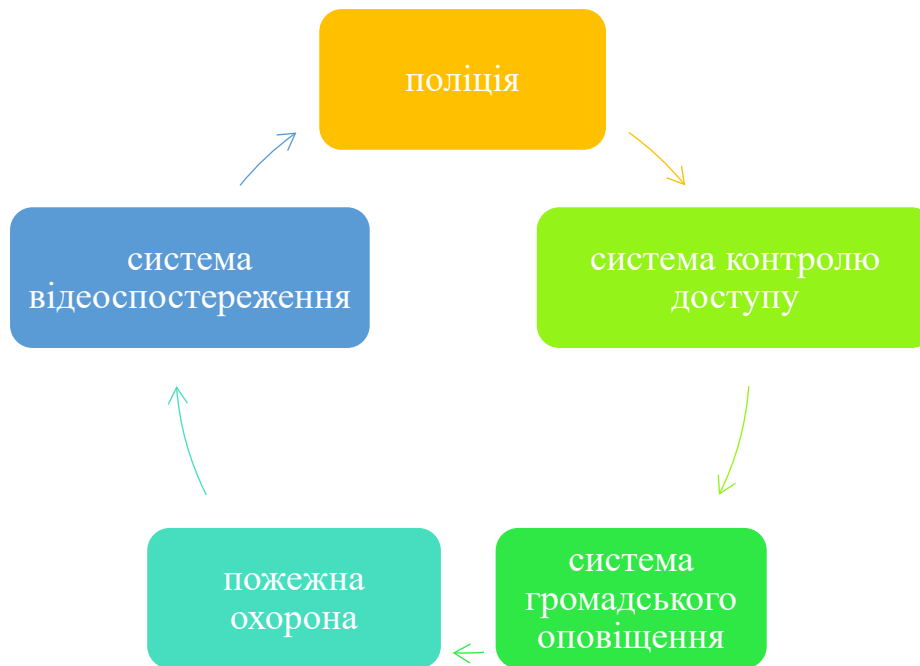 поліція
система контролю
доступу
система
громадського
оповіщення
пожежна
охорона
система
відеоспостереження